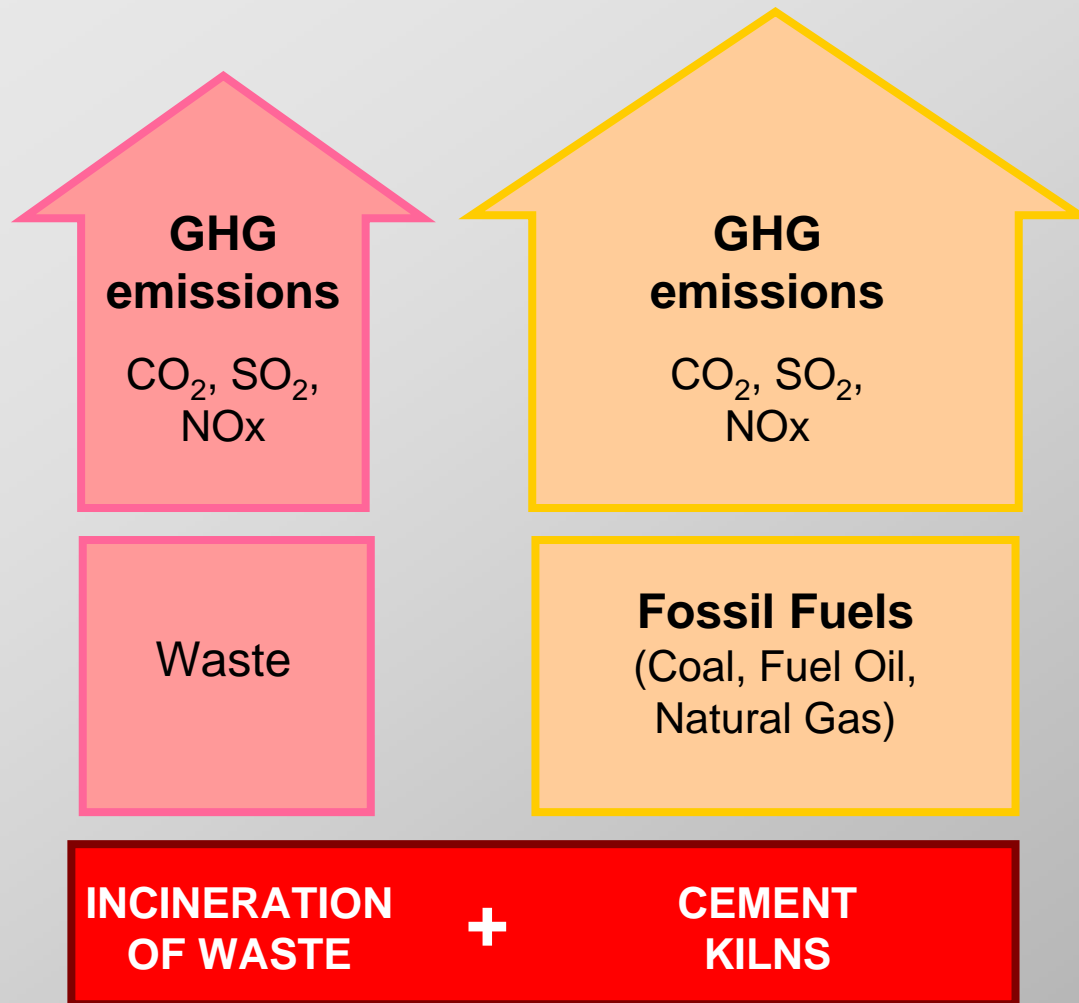 GHG
emissions
CO₂, SO₂,
NOx
GHG
emissions
CO₂, SO₂,
NOx
Waste
Fossil Fuels
(Coal, Fuel Oil,
Natural Gas)
INCINERATION
OF WASTE
+
CEMENT
KILNS